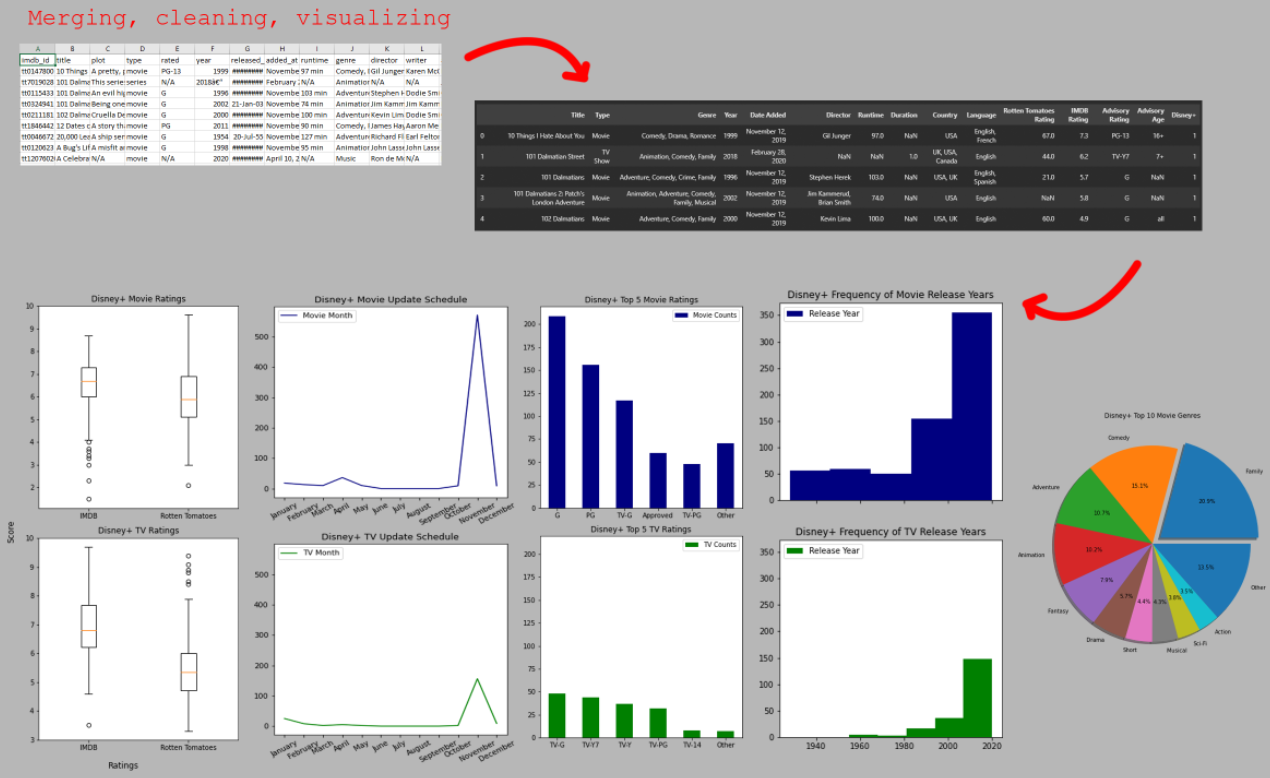 Merging, cleaning, visualizing
A B C D E F G H I J K L
imdb_id title plot type rated year released_ added_at runtime genre director writer
tt0147800 10 Things A pretty, movie PG-13 1999 ######## Novembe 97 min Comedy, Gil Junger Karen McC
tt7019028 101 Dalma This series series N/A 2018– ######## February N/A Animation N/A N/A
tt0115433 101 Dalma An evil hi movie G 1996 ######## Novembe 103 min Adventur Stephen H Dodie Smi
tt0324941 101 Dalma Being one movie G 2002 21-Jan-03 Novembe 74 min Animation Jim Kamm Jim Kamm
tt0211181 102 Dalma Cruella De movie G 2000 ######## Novembe 100 min Adventur Kevin Lim Dodie Smi
tt1846442 12 Dates c A story th movie PG 2011 ######## Novembe 90 min Comedy, James Hay Aaron Me
tt0046672 20,000 Lea A ship ser movie G 1954 20-Jul-55 Novembe 127 min Adventur Richard Fl Earl Felton
tt0120623 A Bug's Lif A misfit a movie G 1998 ######## Novembe 95 min Animation John Lasse John Lasse
tt1207602 A Celebra N/A movie N/A 2020 ######## April 10, 2 N/A Music Ron de Mo N/A
Title Type Genre Year Date Added Director Runtime Duration Country Language Rotten Tomatoes Rating IMDB Rating Advisory Rating Advisory Age Disney+
0 10 Things I Hate About You Movie Comedy, Drama, Romance 1999 November 12, 2019 Gil Junger 97.0 NaN USA English, French 67.0 7.3 PG-13 16+ 1
1 101 Dalmatian Street TV Show Animation, Comedy, Family 2018 February 28, 2020 NaN NaN 1.0 UK, USA, Canada English 44.0 6.2 TV-Y7 7+ 1
2 101 Dalmatians Movie Adventure, Comedy, Crime, Family 1996 November 12, 2019 Stephen Herek 103.0 NaN USA, UK English, Spanish 21.0 5.7 G NaN 1
3 101 Dalmatians 2: Patch's London Adventure Movie Animation, Adventure, Comedy, Family, Musical 2002 November 12, 2019 Jim Kammerud, Brian Smith 74.0 NaN USA English NaN 5.8 G NaN 1
4 102 Dalmatians Movie Adventure, Comedy, Family 2000 November 12, 2019 Kevin Lima 100.0 NaN USA, UK English 60.0 4.9 G all 1
Disney+ Movie Ratings
10
9
8
7
6
5
4
3
2
IMDB Rotten Tomatoes
Disney+ Movie Update Schedule
Movie Month
500
400
300
200
100
0
January February March April May June July August September October November December
Disney+ Top 5 Movie Ratings
Movie Counts
200
175
150
125
100
75
50
25
0
G PG TV-G Approved TV-PG Other
Disney+ Frequency of Movie Release Years
Release Year
350
300
250
200
150
100
50
0
Disney+ Top 10 Movie Genres
Comedy
15.1%
Family
20.9%
Adventure
10.7%
Animation
Fantasy
7.9%
Drama
5.7%
Short
4.4%
Musical
4.3%
Sci-Fi
3.8%
Action
3.5%
Other
13.5%
Score
Disney+ TV Ratings
10
9
8
7
6
5
4
3
IMDB Rotten Tomatoes
Ratings
Disney+ TV Update Schedule
TV Month
500
400
300
200
100
0
January February March April May June July August September October November December
Disney+ Top 5 TV Ratings
TV Counts
200
175
150
125
100
75
50
25
0
TV-G TV-Y7 TV-Y TV-PG TV-14 Other
Disney+ Frequency of TV Release Years
Release Year
350
300
250
200
150
100
50
0
1940 1960 1980 2000 2020